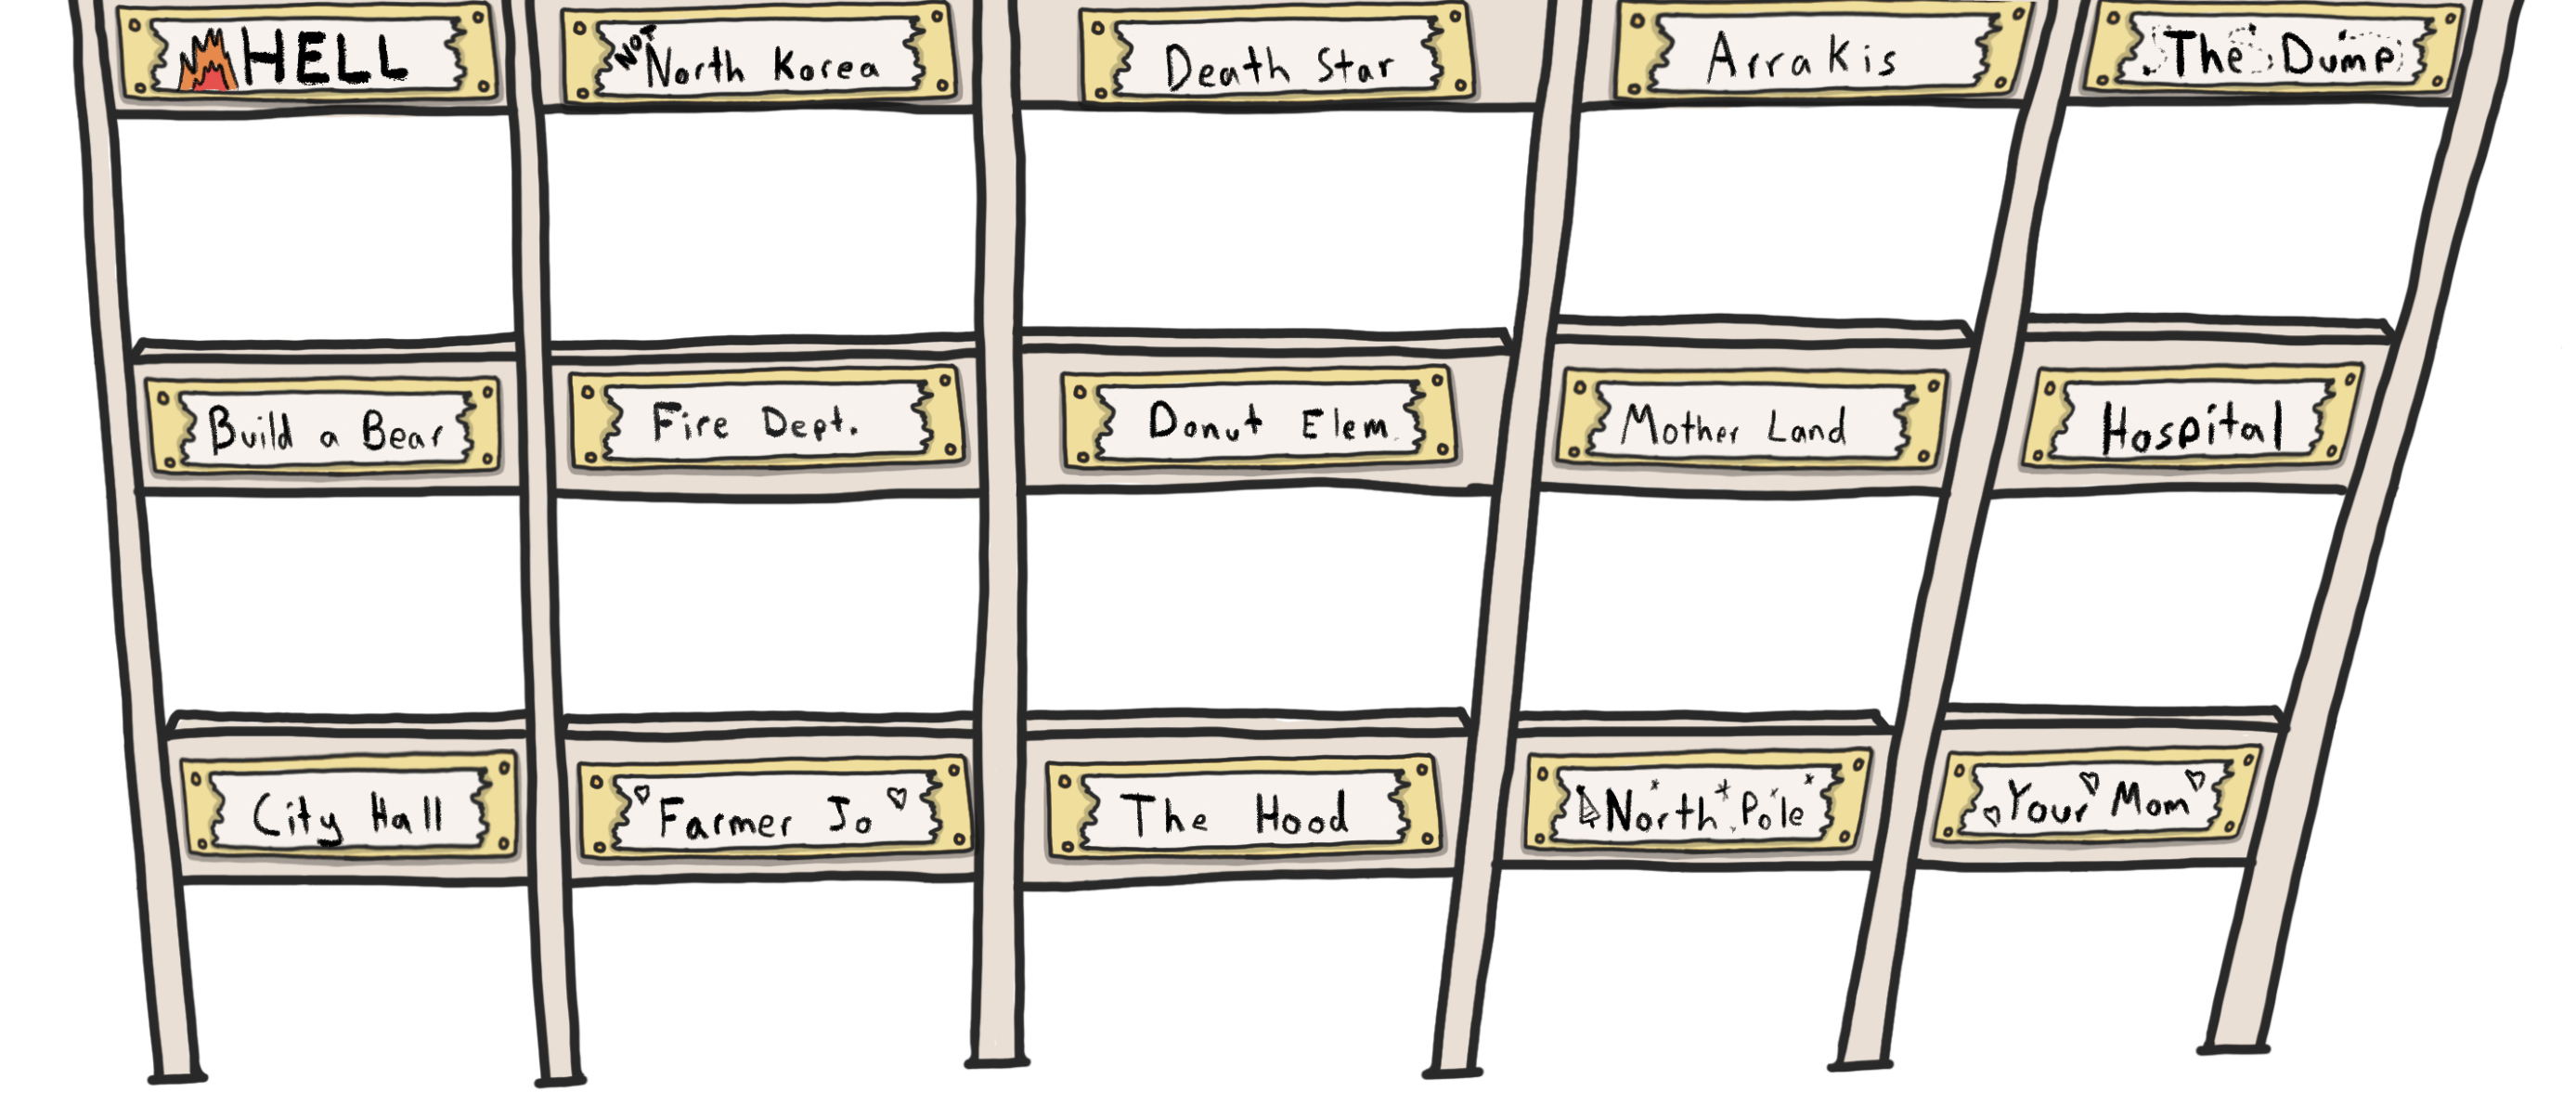 HELL
NOT North Korea
Death Star
Arrakis
The Dump
Build a Bear
Fire Dept.
Donut Elem.
Mother Land
Hospital
City Hall
Farmer Jo
The Hood
North Pole
Your Mom